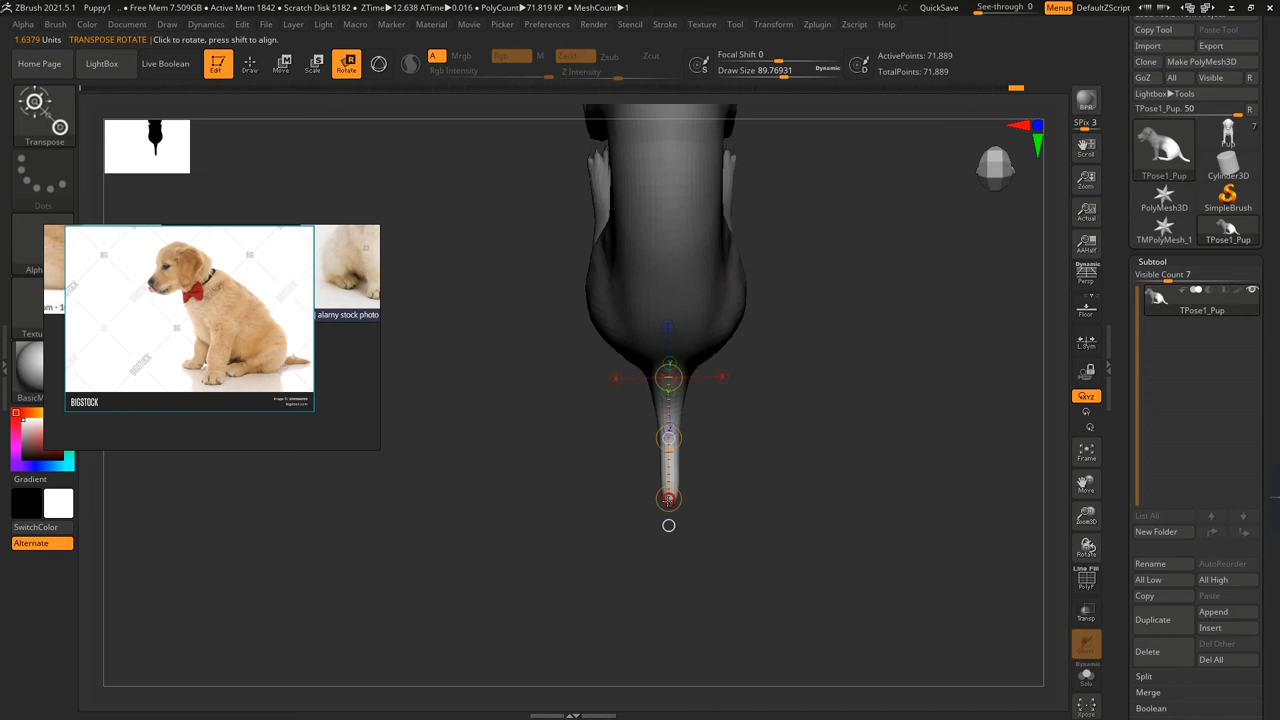 ZBrush 2021.5.1 Puppy1 .. • Free Mem 7.509GB • Active Mem 1842 • Scratch Disk 5182 • ZTime▶12.638 ATime▶0.016 • PolyCount▶71.819 KP • MeshCount▶1 AC QuickSave See-through 0 Menus DefaultZScript
Alpha Brush Color Document Draw Dynamics Edit File Layer Light Macro Marker Material Movie Picker Preferences Render Stencil Stroke Texture Tool Transform Zplugin Zscript Help
1.6379 Units TRANSPOSE ROTATE |Click to rotate, press shift to align.
Home Page LightBox Live Boolean Edit Draw Move Scale Rotate A Mrgb Rgb M Zadd Zsub Zcut
Rgb Intensity Z Intensity
Focal Shift 0
Draw Size 89.76931 Dynamic
ActivePoints: 71,889
TotalPoints: 71,889
Transpose
Dots
Alph
Textu
BasicM
Gradient
SwitchColor
Alternate
BIGSTOCK
alamy stock photo
BPR
SPix 3
Scroll
Zoom
Actual
AAHalf
Dynamic
Persp
Floor
L.Sym
XYZ
Frame
Move
Zoom3D
Rotate
Line Fill
PolyF
Transp
Ghost
Dynamic
Solo
Xpose
Copy Tool Paste Tool
Import Export
Clone Make PolyMesh3D
GoZ All Visible R
Lightbox▶Tools
TPose1_Pup. 50 R
7
TPose1_Pup Pup
Cylinder3D
PolyMesh3D SimpleBrush
TMPolyMesh_1 TPose1_Pup
Subtool
Visible Count 7
TPose1_Pup
List All
New Folder
Rename AutoReorder
All Low All High
Copy Paste
Duplicate Append
Insert
Delete Del Other
Del All
Split
Merge
Boolean